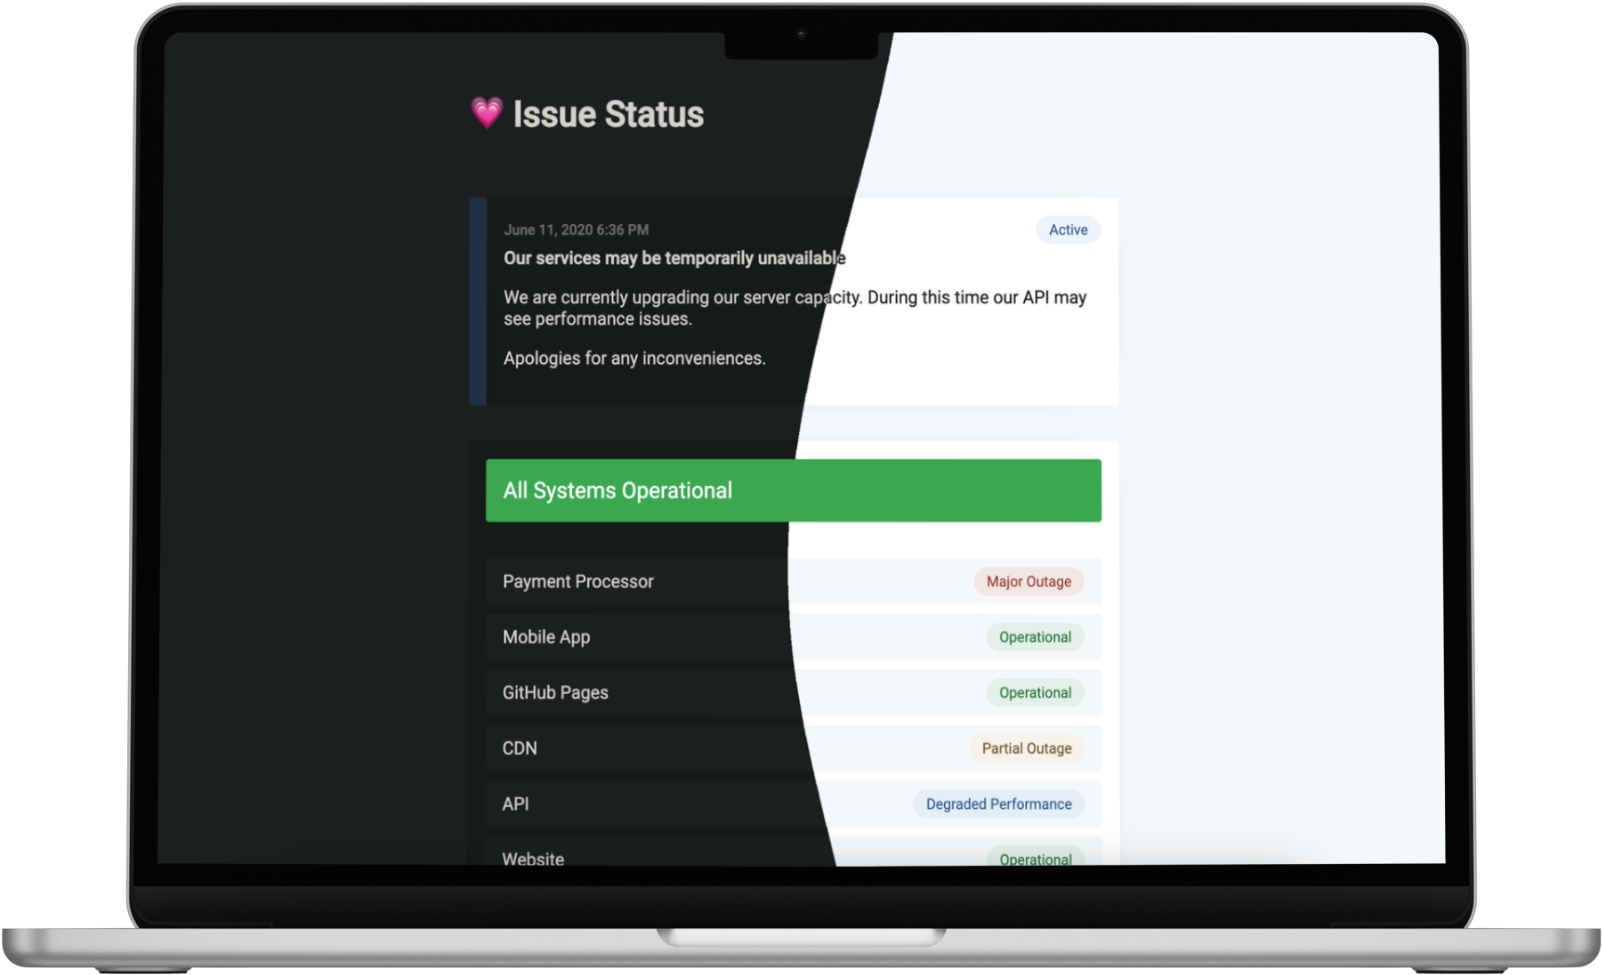 Issue Status
June 11, 2020 6:36 PM
Active
Our services may be temporarily unavailable
We are currently upgrading our server capacity. During this time our API may
see performance issues.
Apologies for any inconveniences.
All Systems Operational
Payment Processor
Major Outage
Mobile App
Operational
GitHub Pages
Operational
CDN
Partial Outage
API
Degraded Performance
Website
Operational